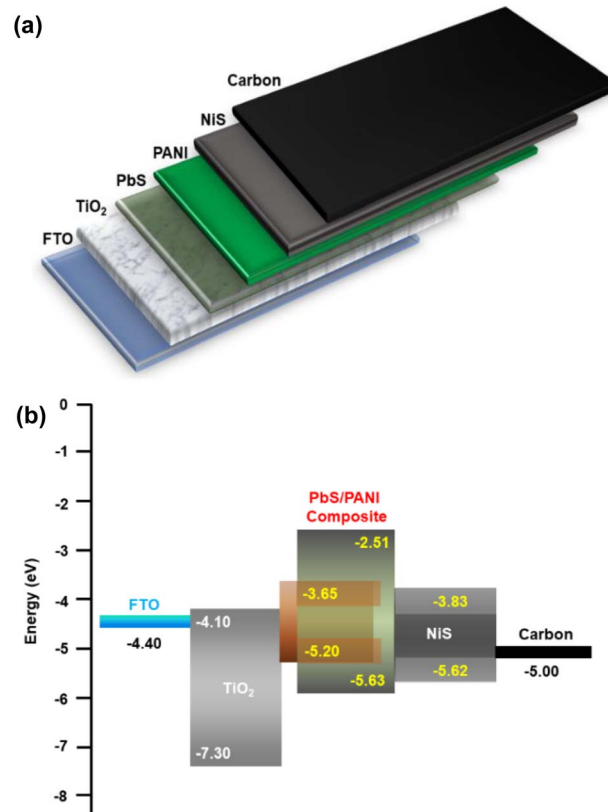 (a)
Carbon
NiS
PANI
PbS
TiO₂
FTO
(b)
0
-1
-2
-3
-4
-5
-6
-7
-8
Energy (eV)
PbS/PANI
Composite
-2.51
FTO
-3.65
-3.83
-4.10
-4.40
NiS
Carbon
-5.20
-5.63
-5.62
-5.00
TiO₂
-7.30